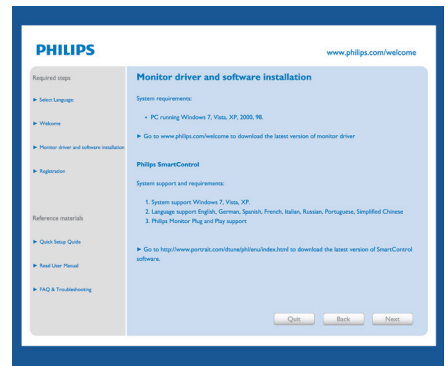 PHILIPS
www.philips.com/welcome
Required steps
► Select Language
► Welcome
► Monitor driver and software installation
► Registration
Reference materials
► Quick Setup Guide
► Read User Manual
► FAQ & Troubleshooting
Monitor driver and software installation
System requirements:
• PC running Windows 7, Vista, XP, 2000, 98.
► Go to www.philips.com/welcome to download the latest version of monitor driver
Philips SmartControl
System support and requirements:
1. System support Windows 7, Vista, XP.
2. Language support English, German, Spanish, French, Italian, Russian, Portuguese, Simplified Chinese
3. Philips Monitor Plug and Play support
► Go to http://www.portrait.com/dtune/phl/enu/index.html to download the latest version of SmartControl
software.
Quit
Back
Next